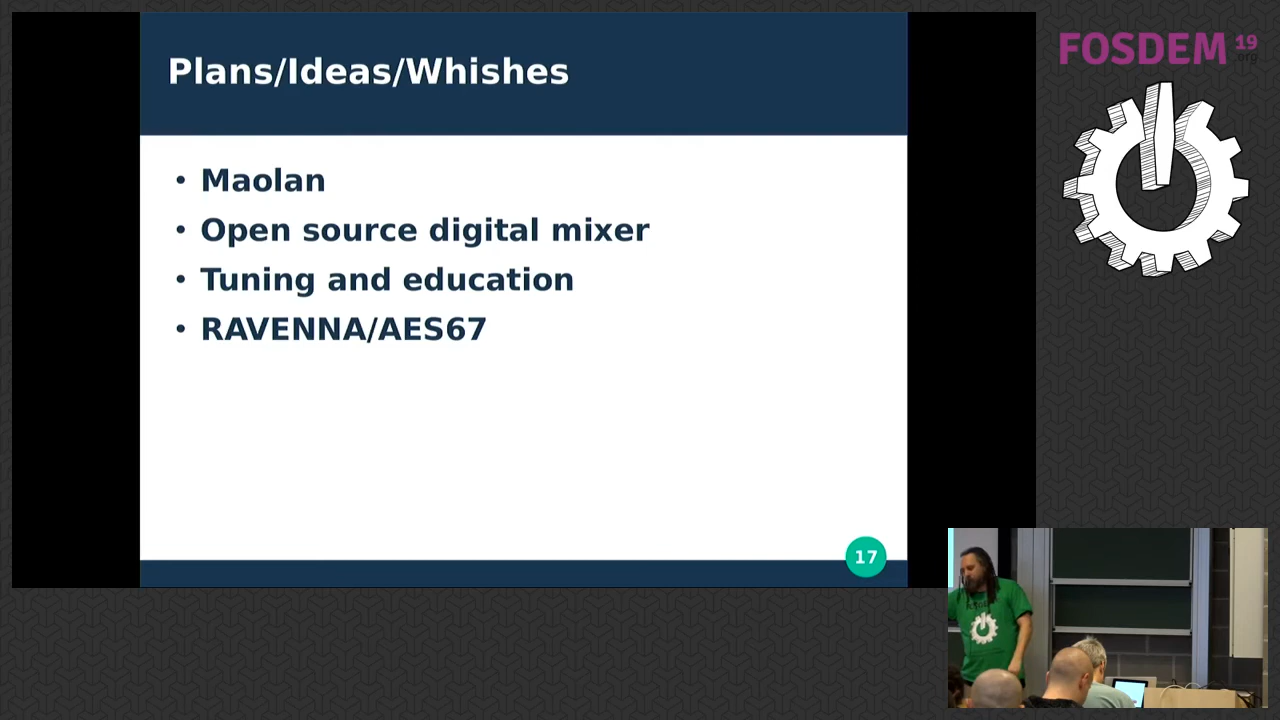 Plans/Ideas/Whishes
• Maolan
• Open source digital mixer
• Tuning and education
• RAVENNA/AES67
17
FOSDEM 19
.org